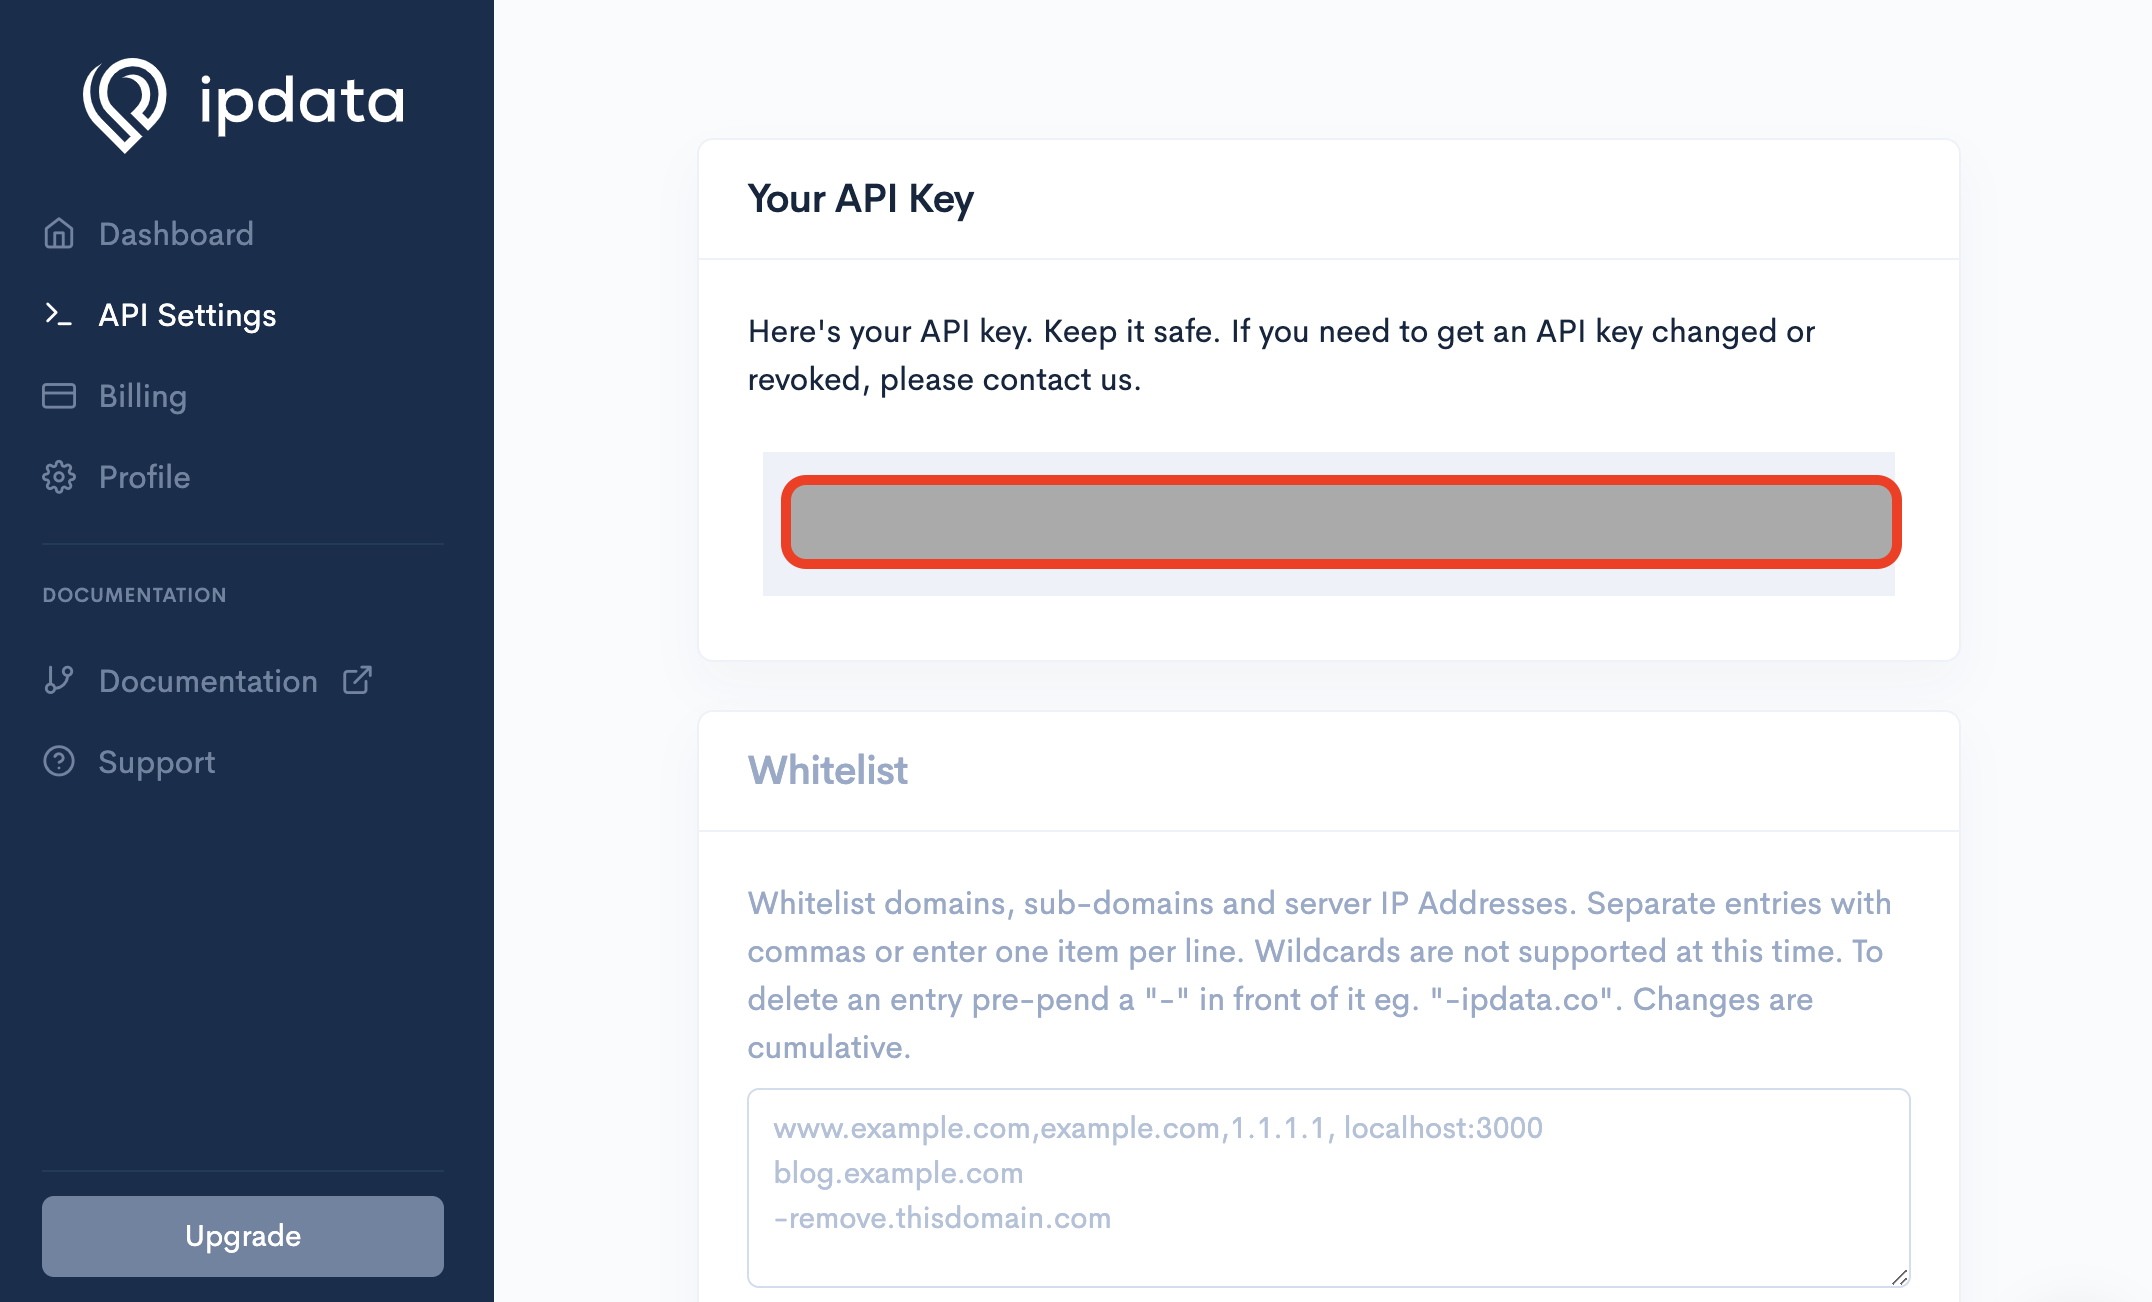 ipdata
Dashboard
API Settings
Billing
Profile
DOCUMENTATION
Documentation
Support
Upgrade
Your API Key
Here's your API key. Keep it safe. If you need to get an API key changed or
revoked, please contact us.
Whitelist
Whitelist domains, sub-domains and server IP Addresses. Separate entries with
commas or enter one item per line. Wildcards are not supported at this time. To
delete an entry pre-pend a "-" in front of it eg. "-ipdata.co". Changes are
cumulative.
www.example.com,example.com,1.1.1.1, localhost:3000
blog.example.com
-remove.thisdomain.com